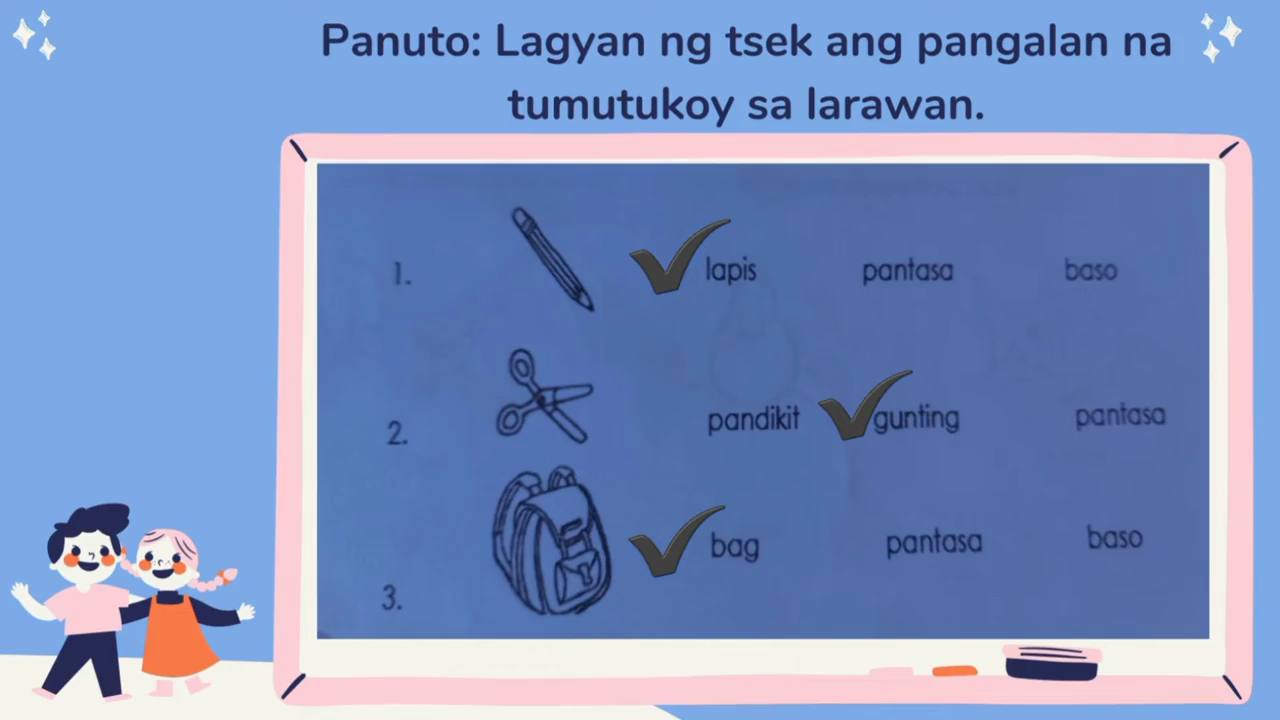 Panuto: Lagyan ng tsek ang pangalan na
tumutukoy sa larawan.
1. lapis pantasa baso
2. pandikit gunting pantasa
3. bag pantasa baso